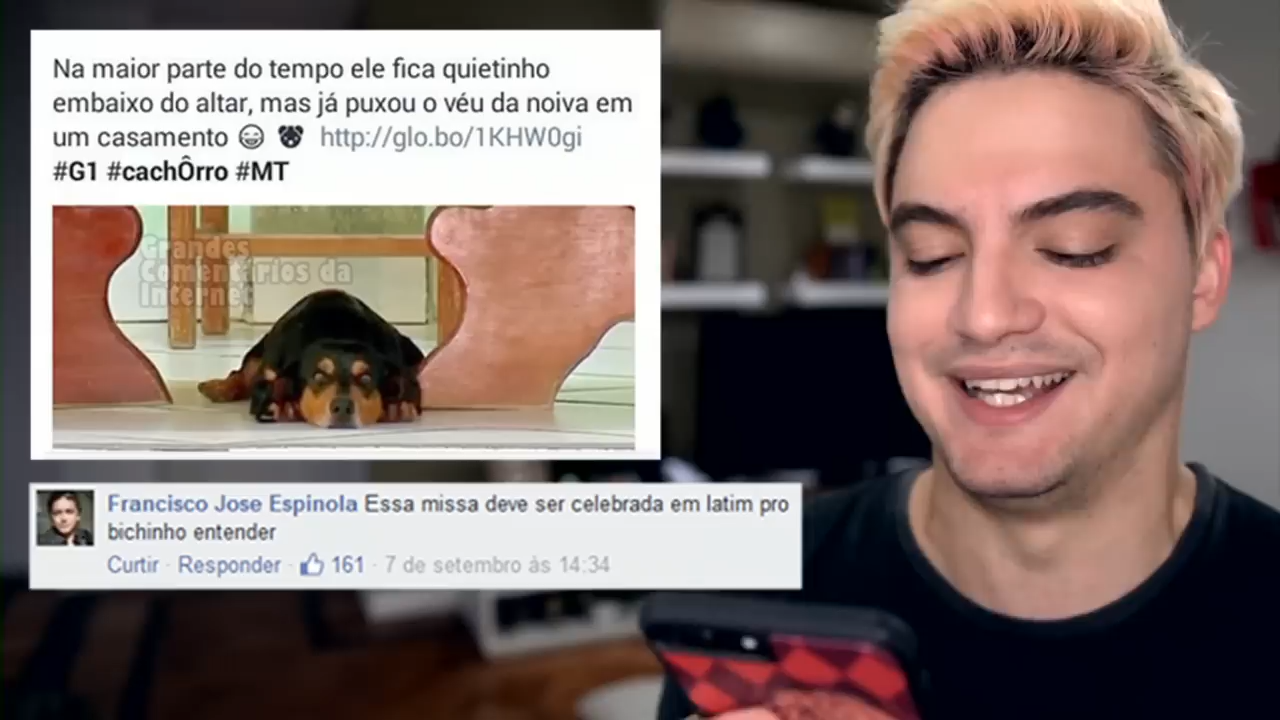 Na maior parte do tempo ele fica quietinho
embaixo do altar, mas já puxou o véu da noiva em
um casamento 😄 🐻 http://glo.bo/1KHW0gi
#G1 #cachÔrro #MT
Grandes
Comentários da
Internet
Francisco Jose Espinola Essa missa deve ser celebrada em latim pro
bichinho entender
Curtir · Responder · 161 · 7 de setembro às 14:34